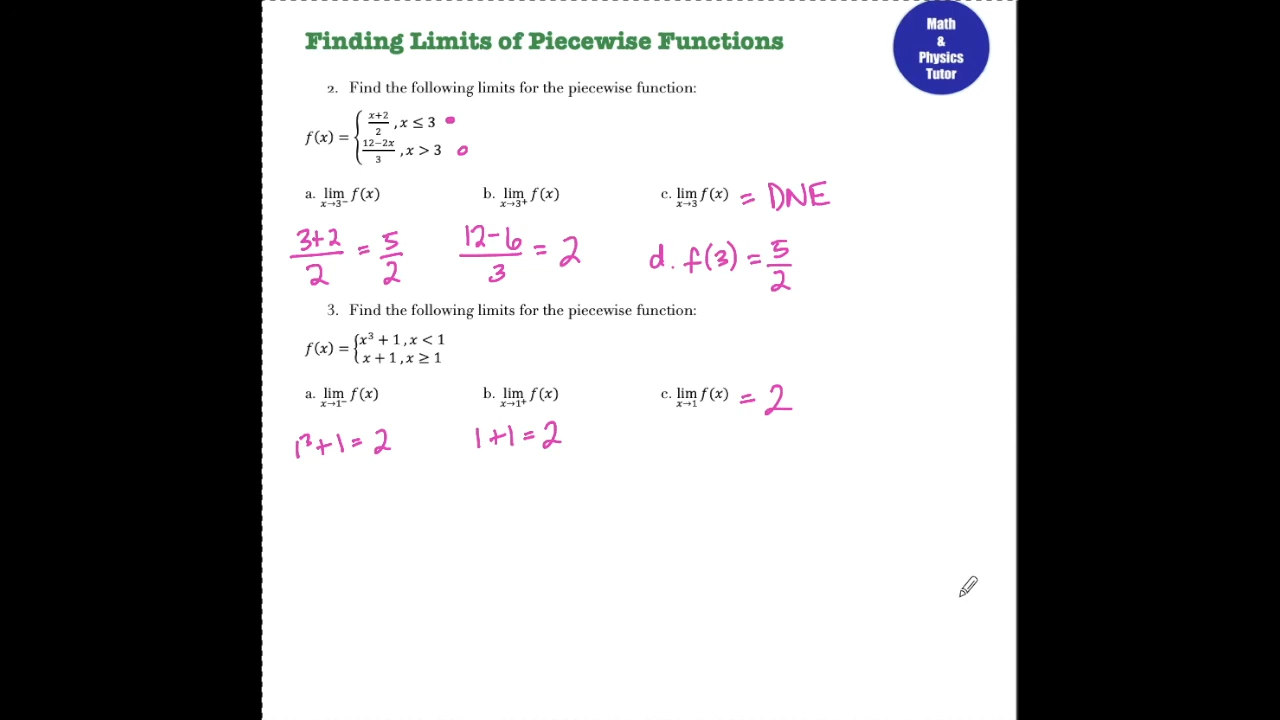 Finding Limits of Piecewise Functions
Math
&
Physics
Tutor
2. Find the following limits for the piecewise function:
f(x) = { (x+2)/2 , x ≤ 3
(12−2x)/3 , x > 3
a. lim x→3⁻ f(x) b. lim x→3⁺ f(x) c. lim x→3 f(x) = DNE
(3+2)/2 = 5/2 (12-6)/3 = 2 d. f(3) = 5/2
3. Find the following limits for the piecewise function:
f(x) = { x³ + 1 , x < 1
x + 1 , x ≥ 1
a. lim x→1⁻ f(x) b. lim x→1⁺ f(x) c. lim x→1 f(x) = 2
1³+1 = 2 1+1 = 2